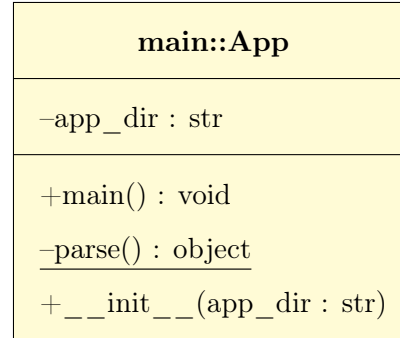 main::App
–app_dir : str
+main() : void
–parse() : object
+__init__(app_dir : str)